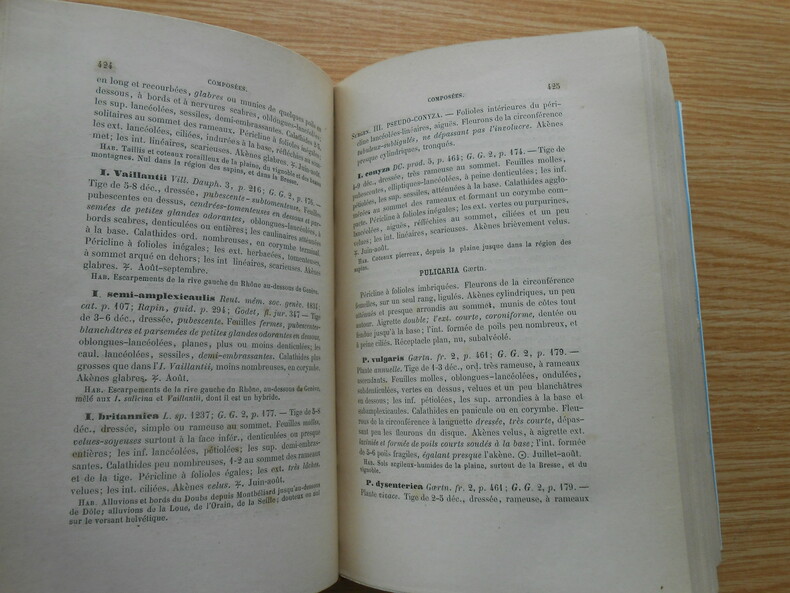 424
COMPOSÉES.
en long et recourbées, glabres ou munies de quelques poils en
dessous, à bords et à nervures scabres, oblongues-lancéolées;
les sup. lancéolées, sessiles, demi-embrassantes. Calathides
solitaires au sommet des rameaux. Péricline à folioles inégales;
les ext. lancéolées, ciliées, indurées à la base, réfléchies au som-
met; les int. linéaires, scarieuses. Akènes glabres. Juin-août.
HAB. Taillis et coteaux rocailleux de la plaine, du vignoble et des basses
montagnes. Nul dans la région des sapins, et dans la Bresse.
I. Vaillantii Vill. Dauph. 3, p. 216; G. G. 2, p. 175. —
Tige de 5-8 déc., dressée, pubescente-subtomenteuse. Feuilles
pubescentes en dessus, cendrées-tomenteuses en dessous et par-
semées de petites glandes odorantes, oblongues-lancéolées, à
bords scabres, denticulées ou entières; les caulinaires atténuées
à la base. Calathides ord. nombreuses, en corymbe terminal.
Péricline à folioles inégales; les ext. herbacées, lomenteuses,
à sommet arqué en dehors; les int linéaires, scarieuses. Akènes
glabres. ♃. Août-septembre.
HAB. Escarpements de la rive gauche du Rhône au-dessous de Genève.
I. semi-amplexicaulis Reut. mém. soc. genèv. 1831;
cat. p. 107; Rapin, guid. p. 294; Godet, fl. jur. 347 — Tige
de 3-6 déc., dressée, pubescente. Feuilles fermes, pubescentes-
blanchâtres et parsemées de petites glandes odorantes en dessous,
oblongues-lancéolées, planes, plus ou moins denticulées; les
caul. lancéolées, sessiles, demi-embrassantes. Calathides plus
grosses que dans l'I. Vaillantii, moins nombreuses, en corymbe.
Akènes glabres. ♃. Août.
HAB. Escarpements de la rive gauche du Rhône, au-dessous de Genève,
mêlé aux I. salicina et Vaillantii, dont il est un hybride.
I. britannica L. sp. 1237; G. G. 2, p. 177. — Tige de 5-8
déc., dressée, simple ou rameuse au sommet. Feuilles molles,
velues-soyeuses surtout à la face infér., denticulées ou presque
entières; les inf. lancéolées, pétiolées; les sup. demi-embras-
santes. Calathides peu nombreuses, 1-2 au sommet des rameaux
et de la tige. Péricline à folioles égales; les ext. très lâches,
velues; les int. ciliées. Akènes velus. ♃. Juin-août.
HAB. Alluvions et bords du Doubs depuis Montbéliard jusqu'au-dessous
de Dôle; alluvions de la Loue, de l'Orain, de la Seille; douteux ou nul
sur le versant helvétique.
COMPOSÉES.
425
SUBGEN. III. PSEUDO-CONYZA. — Folioles intérieures du péri-
cline lancéolées-linéaires, aiguës. Fleurons de la circonférence
tubuleux-subligulés, ne dépassant pas l'involucre. Akènes
presque cylindriques, tronqués.
I. conyza DC. prod. 5, p. 464; G. G. 2, p. 174. — Tige de
4-9 déc., dressée, très rameuse au sommet. Feuilles molles,
pubescentes, elliptiques-lancéolées, à peine denticulées; les inf.
pétiolées, les sup. sessiles, atténuées à la base. Calathides agglo-
mérées au sommet des rameaux et formant un corymbe com-
pacte. Péricline à folioles inégales; les ext. vertes ou purpurines,
lancéolées, aiguës, réfléchies au sommet, ciliées et un peu
velues; les int. linéaires, scarieuses. Akènes brièvement velus.
Juin-août.
HAB. Coteaux pierreux, depuis la plaine jusque dans la région des
sapins.
PULICARIA Gærtn.
Péricline à folioles imbriquées. Fleurons de la circonférence
femelles, sur un seul rang, ligulés. Akènes cylindriques, un peu
atténués et presque arrondis au sommet, munis de côtes tout
autour. Aigrette double; l'ext. courte, coroniforme, dentée ou
fendue jusqu'à la base; l'int. formée de poils peu nombreux, et
à peine ciliés. Réceptacle plan, nu, subalvéolé.
P. vulgaris Gærtn. fr. 2, p. 461; G. G. 2, p. 179. —
Plante annuelle. Tige de 1-3 déc., ord. très rameuse, à rameaux
ascendants. Feuilles molles, oblongues-lancéolées, ondulées,
subdenticulées, vertes en dessus, velues et un peu blanchâtres
en dessous; les inf. pétiolées; les sup. arrondies à la base et
subamplexicaules. Calathides en panicule ou en corymbe. Fleu-
rons de la circonférence à languette dressée, très courte, dépas-
sant peu les fleurons du disque. Akènes velus, à aigrette ext.
laciniée et formée de poils courts soudés à la base; l'int. formée
de 5-6 poils fragiles, égalant presque l'akène. ⊙. Juillet-août.
HAB. Sols argileux-humides de la plaine, surtout de la Bresse, et du
vignoble.
P. dysenterica Gærtn. fr. 2, p. 461; G. G. 2, p. 179. —
Plante vivace. Tige de 2-5 déc., dressée, rameuse, à rameaux